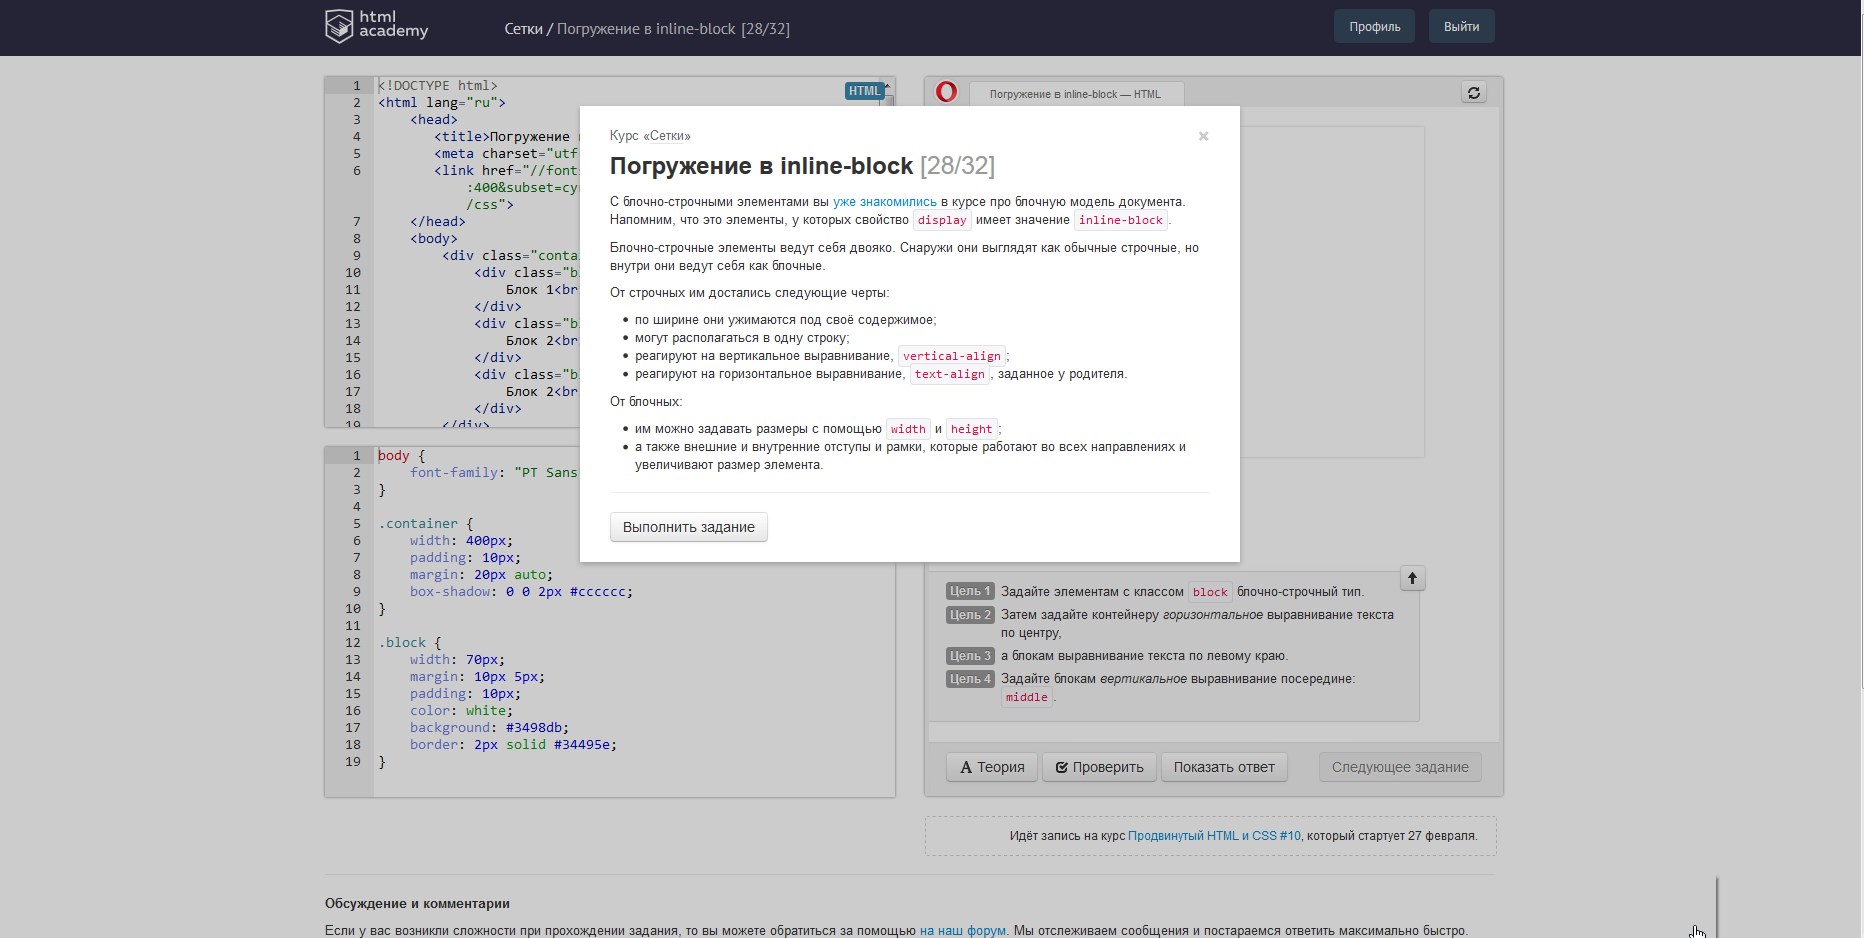 html
academy
Сетки / Погружение в inline-block [28/32]
Профиль
Выйти
1 <!DOCTYPE html>
HTML
2 <html lang="ru">
3 <head>
4 <title>Погружение
5 <meta charset="utf
6 <link href="//font
:400&subset=cy
/css">
7 </head>
8 <body>
9 <div class="conta
10 <div class="b
11 Блок 1<br
12 </div>
13 <div class="b
14 Блок 2<br
15 </div>
16 <div class="b
17 Блок 2<br
18 </div>
19 </div>
1 body {
2 font-family: "PT Sans
3 }
4
5 .container {
6 width: 400px;
7 padding: 10px;
8 margin: 20px auto;
9 box-shadow: 0 0 2px #cccccc;
10 }
11
12 .block {
13 width: 70px;
14 margin: 10px 5px;
15 padding: 10px;
16 color: white;
17 background: #3498db;
18 border: 2px solid #34495e;
19 }
Погружение в inline-block — HTML
Курс «Сетки»
×
Погружение в inline-block [28/32]
С блочно-строчными элементами вы уже знакомились в курсе про блочную модель документа.
Напомним, что это элементы, у которых свойство display имеет значение inline-block.
Блочно-строчные элементы ведут себя двояко. Снаружи они выглядят как обычные строчные, но
внутри они ведут себя как блочные.
От строчных им достались следующие черты:
• по ширине они ужимаются под своё содержимое;
• могут располагаться в одну строку;
• реагируют на вертикальное выравнивание, vertical-align;
• реагируют на горизонтальное выравнивание, text-align, заданное у родителя.
От блочных:
• им можно задавать размеры с помощью width и height;
• а также внешние и внутренние отступы и рамки, которые работают во всех направлениях и
увеличивают размер элемента.
Выполнить задание
Цель 1 Задайте элементам с классом block блочно-строчный тип.
Цель 2 Затем задайте контейнеру горизонтальное выравнивание текста
по центру,
Цель 3 а блокам выравнивание текста по левому краю.
Цель 4 Задайте блокам вертикальное выравнивание посередине:
middle.
A Теория
Проверить
Показать ответ
Следующее задание
Идёт запись на курс Продвинутый HTML и CSS #10, который стартует 27 февраля.
Обсуждение и комментарии
Если у вас возникли сложности при прохождении задания, то вы можете обратиться за помощью на наш форум. Мы отслеживаем сообщения и постараемся ответить максимально быстро.